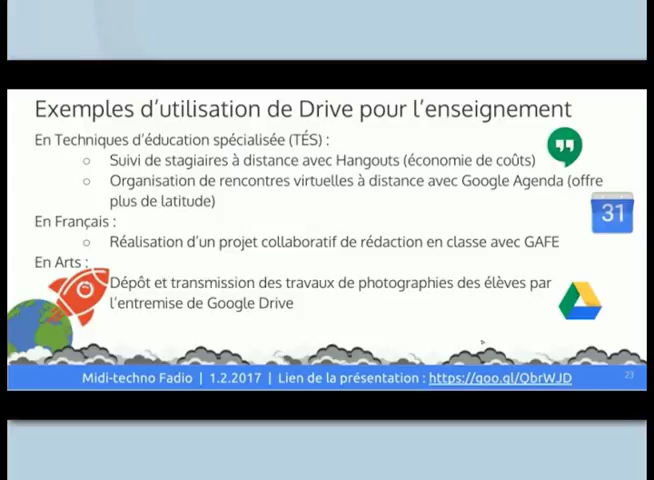 Exemples d'utilisation de Drive pour l'enseignement
En Techniques d'éducation spécialisée (TÉS) :
○ Suivi de stagiaires à distance avec Hangouts (économie de coûts)
○ Organisation de rencontres virtuelles à distance avec Google Agenda (offre
plus de latitude)
31
En Français :
○ Réalisation d'un projet collaboratif de rédaction en classe avec GAFE
En Arts :
Dépôt et transmission des travaux de photographies des élèves par
l'entremise de Google Drive
Midi-techno Fadio | 1.2.2017 | Lien de la présentation : https://goo.gl/QbrWJD
23